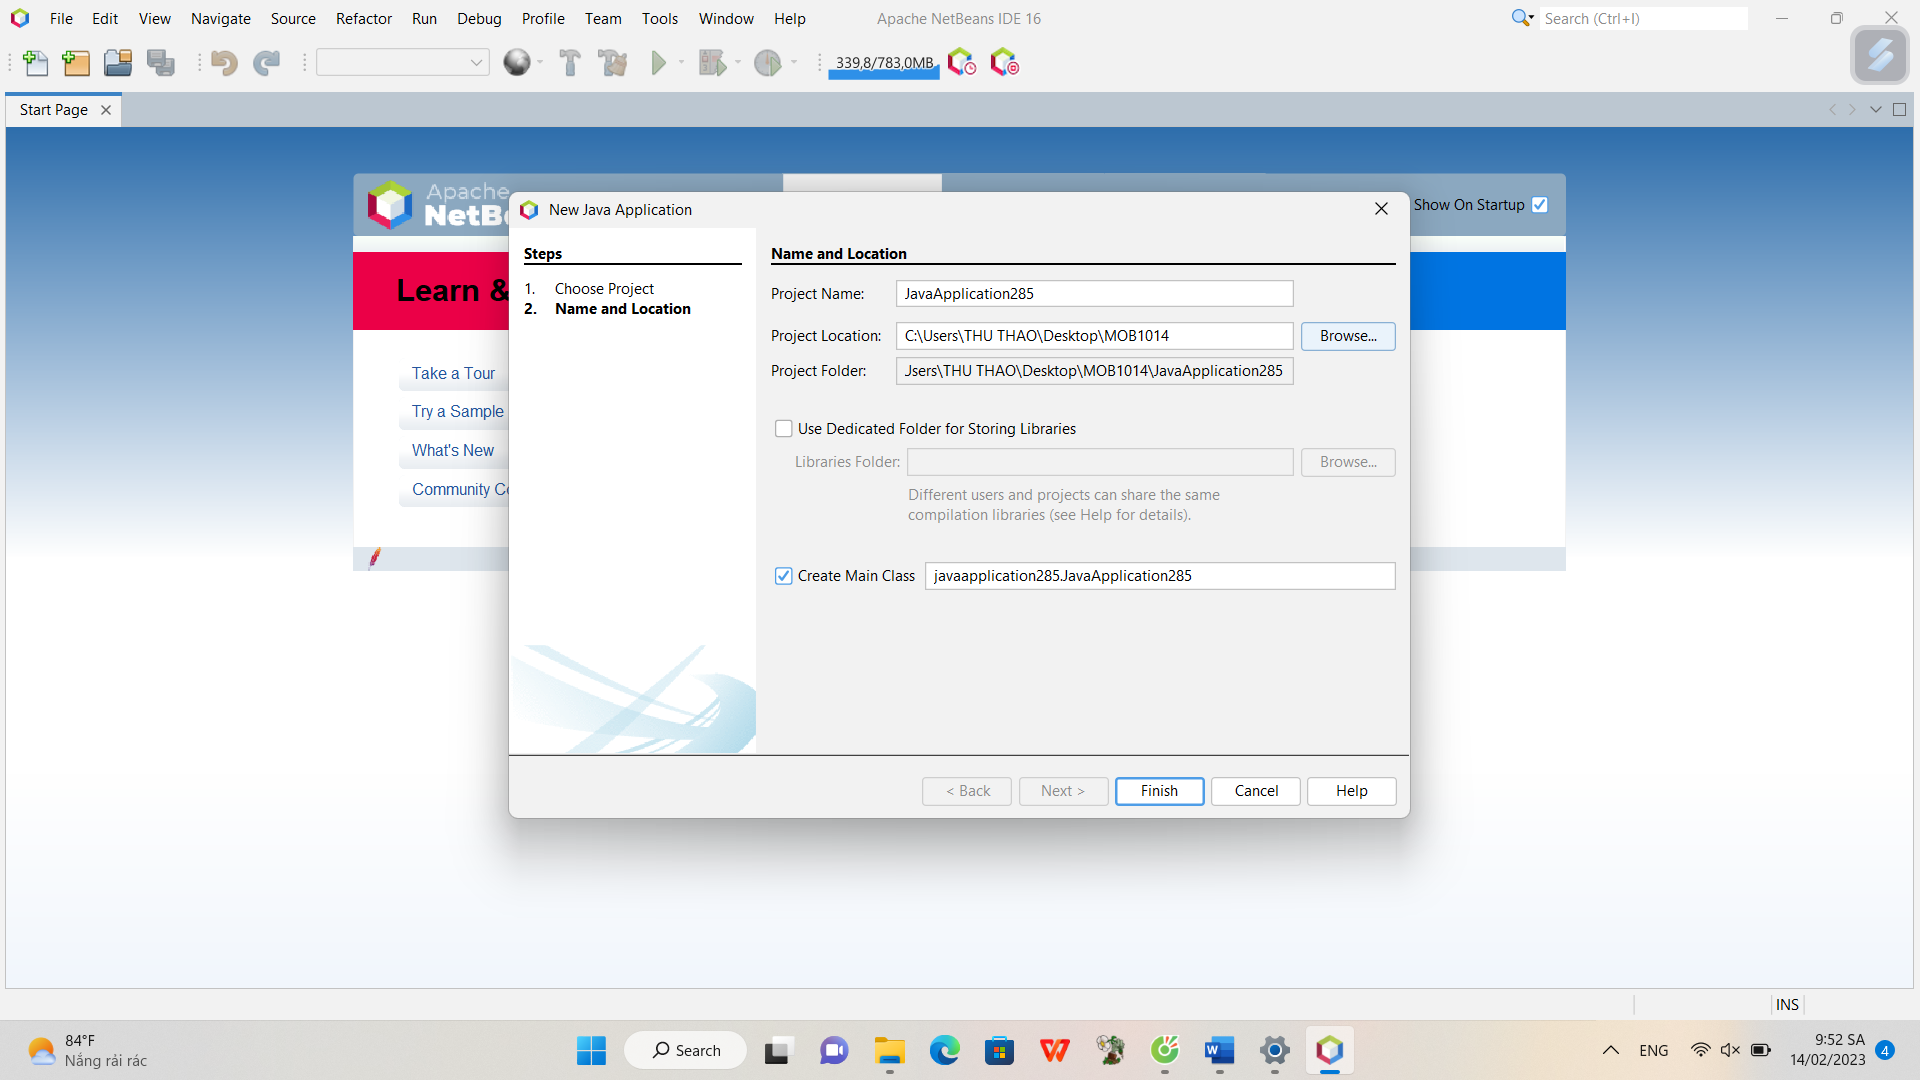 File Edit View Navigate Source Refactor Run Debug Profile Team Tools Window Help Apache NetBeans IDE 16 Search (Ctrl+I)
339,8/783,0MB
Start Page
Apache
New Java Application
Show On Startup
Steps
1. Choose Project
2. Name and Location
Name and Location
Project Name: JavaApplication285
Project Location: C:\Users\THU THAO\Desktop\MOB1014 Browse...
Project Folder: Jsers\THU THAO\Desktop\MOB1014\JavaApplication285
Use Dedicated Folder for Storing Libraries
Libraries Folder: Browse...
Different users and projects can share the same
compilation libraries (see Help for details).
Create Main Class javaapplication285.JavaApplication285
< Back Next > Finish Cancel Help
Learn &
Take a Tour
Try a Sample
What's New
Community
INS
84°F
Nắng rải rác
Search
ENG
9:52 SA
14/02/2023
4